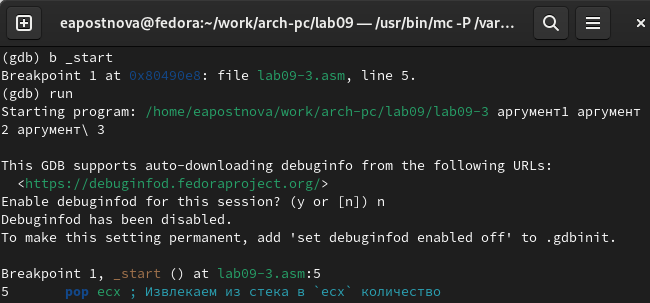 eapostnova@fedora:~/work/arch-pc/lab09 — /usr/bin/mc -P /var…
(gdb) b _start
Breakpoint 1 at 0x80490e8: file lab09-3.asm, line 5.
(gdb) run
Starting program: /home/eapostnova/work/arch-pc/lab09/lab09-3 аргумент1 аргумент
2 аргумент\ 3
This GDB supports auto-downloading debuginfo from the following URLs:
<https://debuginfod.fedoraproject.org/>
Enable debuginfod for this session? (y or [n]) n
Debuginfod has been disabled.
To make this setting permanent, add 'set debuginfod enabled off' to .gdbinit.
Breakpoint 1, _start () at lab09-3.asm:5
5 pop ecx ; Извлекаем из стека в `ecx` количество